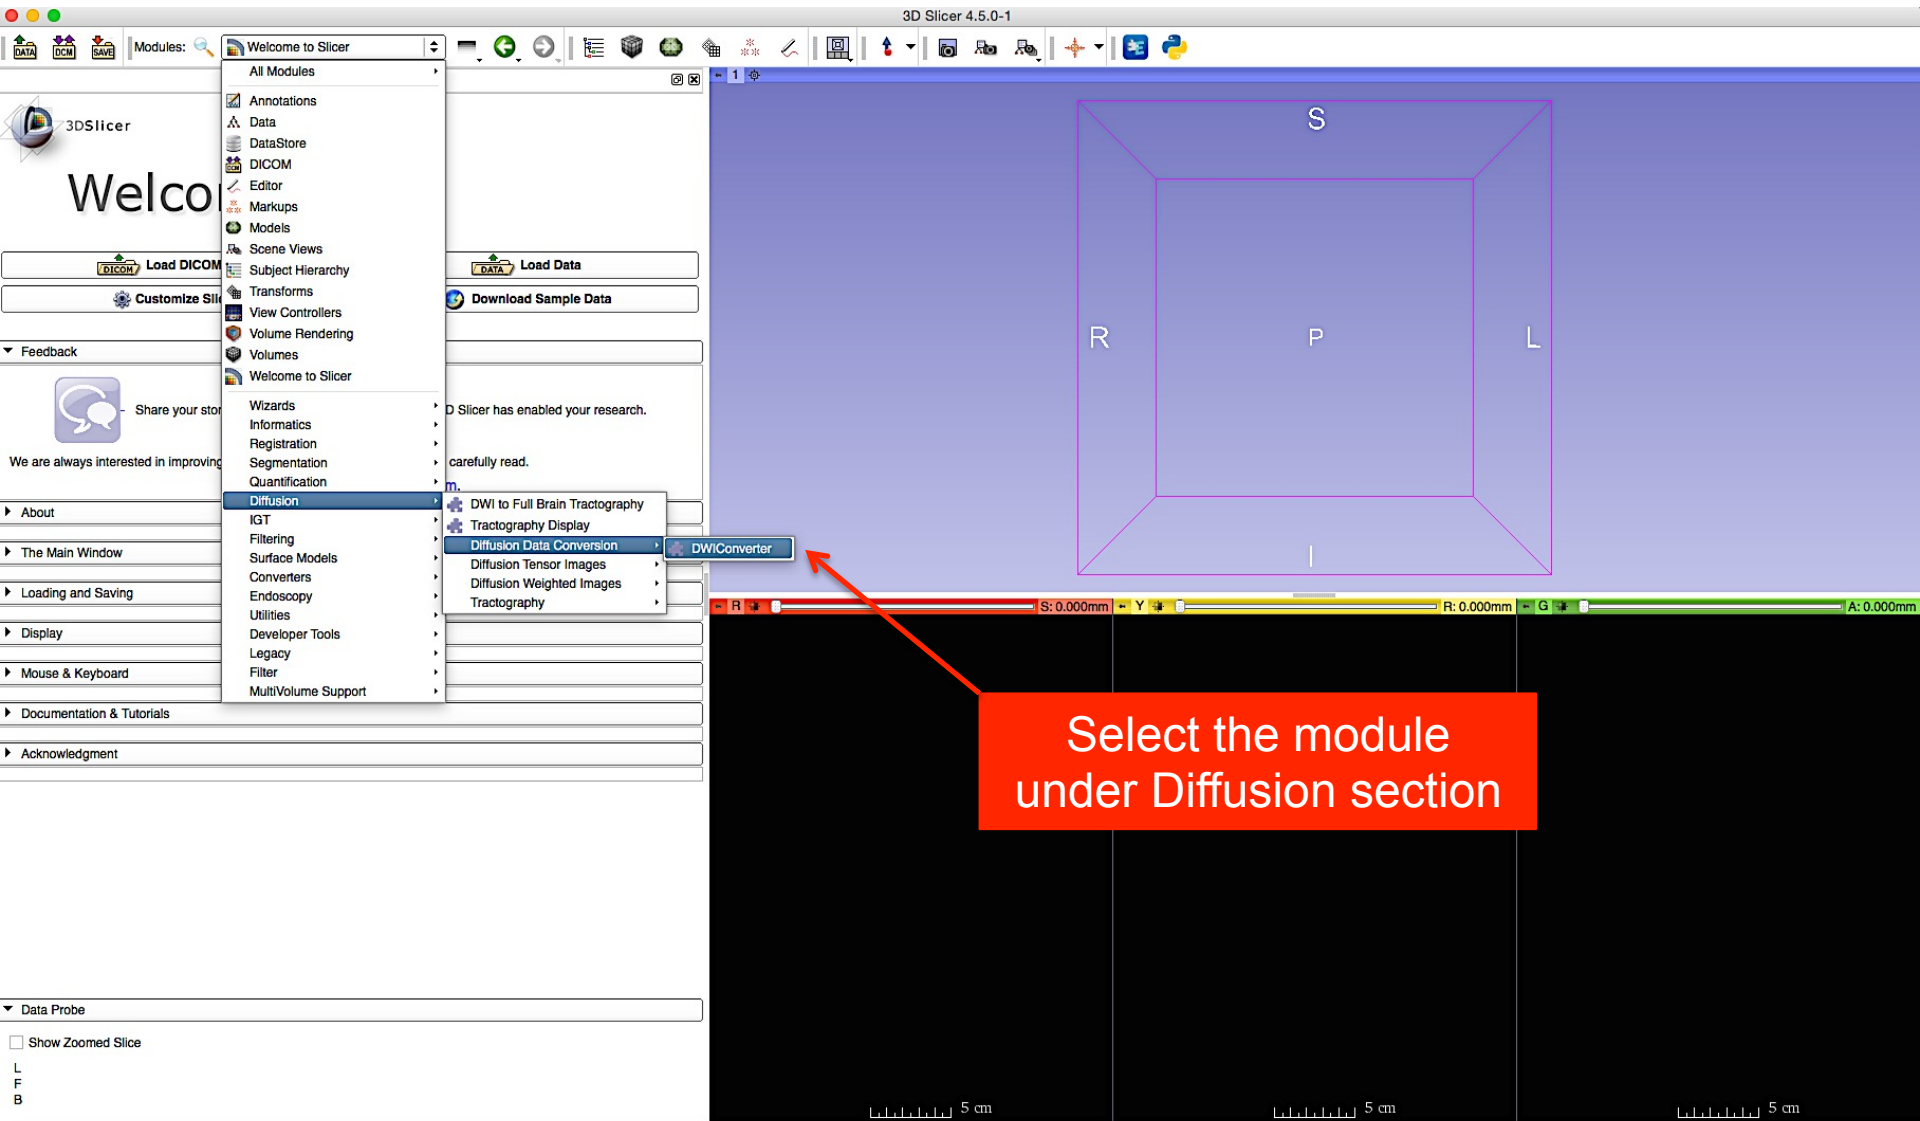 3D Slicer 4.5.0-1
DATA DCM SAVE Modules: Welcome to Slicer
All Modules
Annotations
Data
DataStore
DICOM
Editor
Markups
Models
Scene Views
Subject Hierarchy
Transforms
View Controllers
Volume Rendering
Volumes
Welcome to Slicer
Wizards
Informatics
Registration
Segmentation
Quantification
Diffusion
IGT
Filtering
Surface Models
Converters
Endoscopy
Utilities
Developer Tools
Legacy
Filter
MultiVolume Support
DWI to Full Brain Tractography
Tractography Display
Diffusion Data Conversion
Diffusion Tensor Images
Diffusion Weighted Images
Tractography
DWIConverter
3DSlicer
Welco
DICOM Load DICOM
DATA Load Data
Customize Sli
Download Sample Data
Feedback
Share your stor
D Slicer has enabled your research.
We are always interested in improving
carefully read.
m.
About
The Main Window
Loading and Saving
Display
Mouse & Keyboard
Documentation & Tutorials
Acknowledgment
Data Probe
Show Zoomed Slice
L
F
B
1
S
R P L
I
R S: 0.000mm
Y R: 0.000mm
G A: 0.000mm
Select the module
under Diffusion section
5 cm
5 cm
5 cm